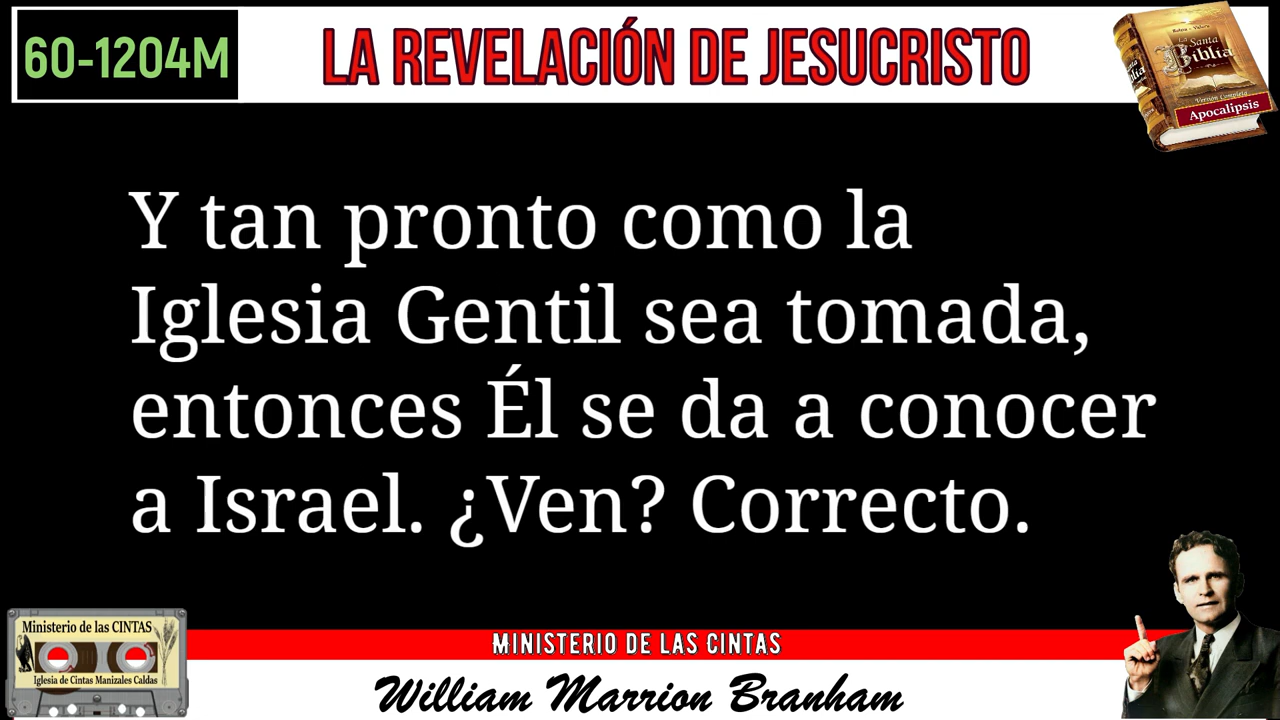 60-1204M
LA REVELACIÓN DE JESUCRISTO
La Santa
Biblia
Versión Completa
Apocalipsis
Y tan pronto como la
Iglesia Gentil sea tomada,
entonces Él se da a conocer
a Israel. ¿Ven? Correcto.
Ministerio de las CINTAS
Iglesia de Cintas Manizales Caldas
MINISTERIO DE LAS CINTAS
William Marrion Branham